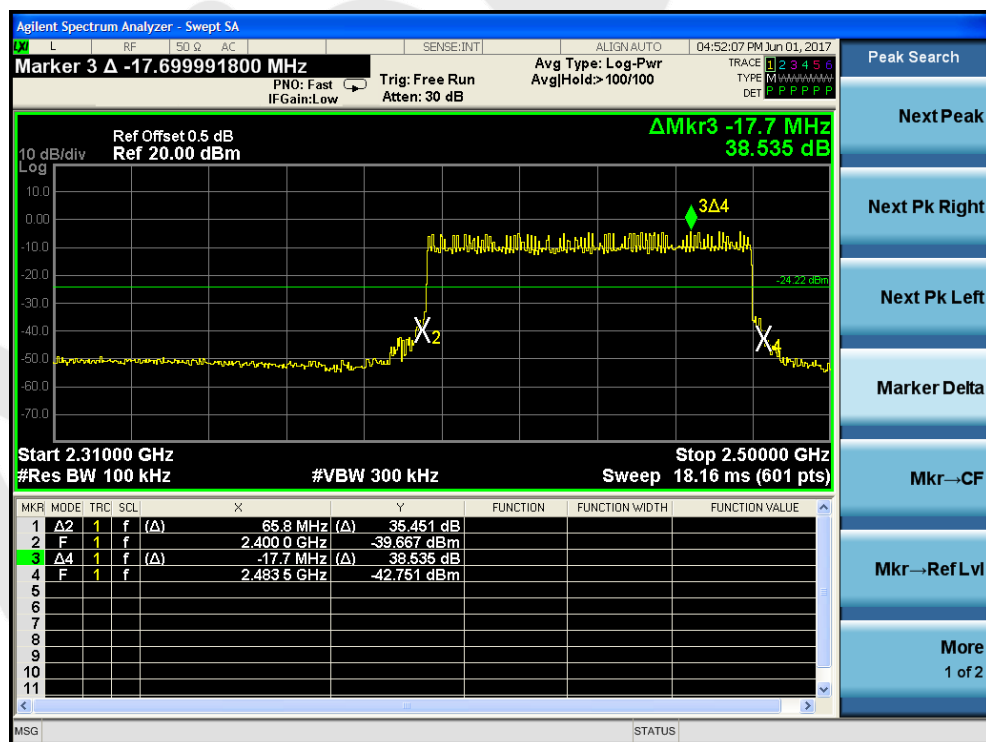 Agilent Spectrum Analyzer - Swept SA
LXI L RF 50 Ω AC SENSE:INT ALIGN AUTO 04:52:07 PM Jun 01, 2017
Marker 3 Δ -17.699991800 MHz
PNO: Fast
IFGain:Low
Trig: Free Run
Atten: 30 dB
Avg Type: Log-Pwr
Avg|Hold:> 100/100
TRACE 1 2 3 4 5 6
TYPE M
DET P P P P P P
Ref Offset 0.5 dB
10 dB/div Ref 20.00 dBm
Log
ΔMkr3 -17.7 MHz
38.535 dB
10.0
0.00
-10.0
-20.0
-30.0
-40.0
-50.0
-60.0
-70.0
3Δ4
-24.22 dBm
2
4
Start 2.31000 GHz Stop 2.50000 GHz
#Res BW 100 kHz #VBW 300 kHz Sweep 18.16 ms (601 pts)
MKR MODE TRC SCL X Y FUNCTION FUNCTION WIDTH FUNCTION VALUE
1 Δ2 1 f (Δ) 65.8 MHz (Δ) 35.451 dB
2 F 1 f 2.400 0 GHz -39.667 dBm
3 Δ4 1 f (Δ) -17.7 MHz (Δ) 38.535 dB
4 F 1 f 2.483 5 GHz -42.751 dBm
5
6
7
8
9
10
11
MSG STATUS
Peak Search
Next Peak
Next Pk Right
Next Pk Left
Marker Delta
Mkr→CF
Mkr→Ref Lvl
More
1 of 2